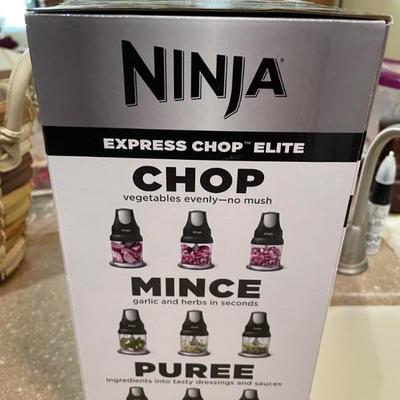 NINJA®
EXPRESS CHOP™ ELITE
CHOP
vegetables evenly—no mush
MINCE
garlic and herbs in seconds
PUREE
ingredients into tasty dressings and sauces